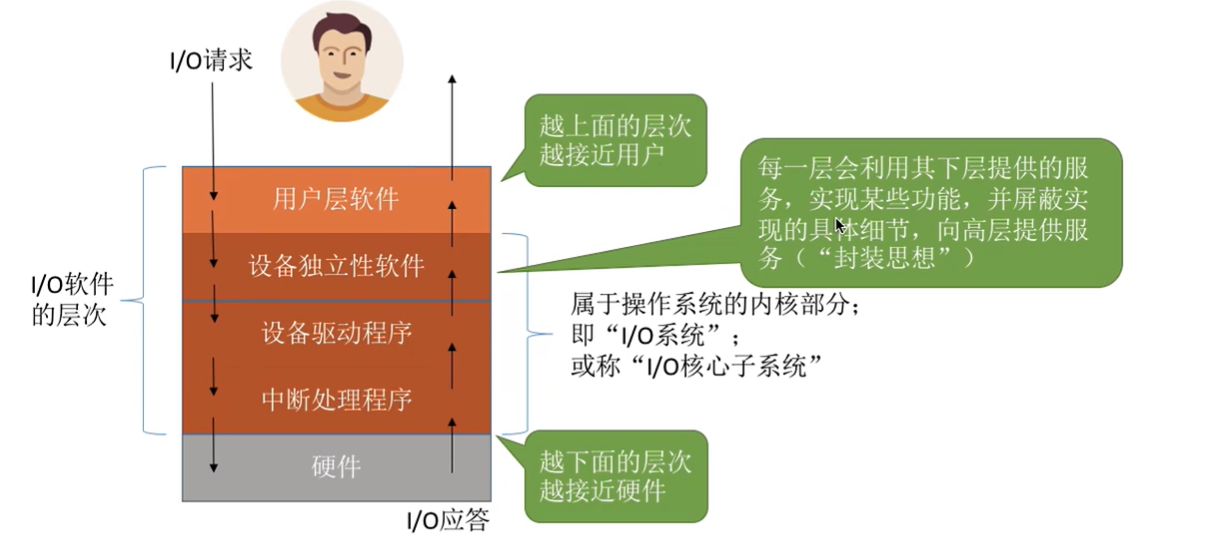 I/O请求
越上面的层次
越接近用户
每一层会利用其下层提供的服
务，实现某些功能，并屏蔽实
现的具体细节，向高层提供服
务（“封装思想”）
用户层软件
设备独立性软件
I/O软件
的层次
属于操作系统的内核部分；
即“I/O系统”；
或称“I/O核心子系统”
设备驱动程序
中断处理程序
硬件
越下面的层次
越接近硬件
I/O应答